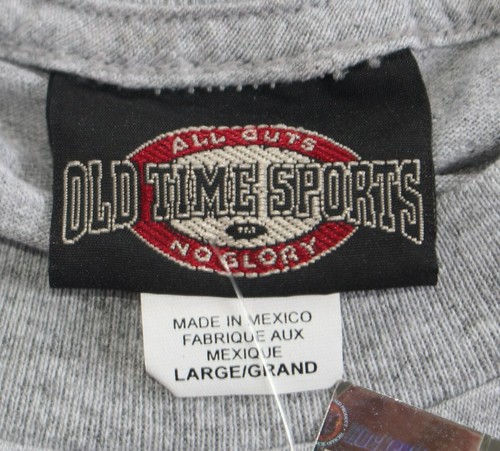 ALL GUTS
OLD TIME SPORTS
TM
NO GLORY
MADE IN MEXICO
FABRIQUE AUX
MEXIQUE
LARGE/GRAND